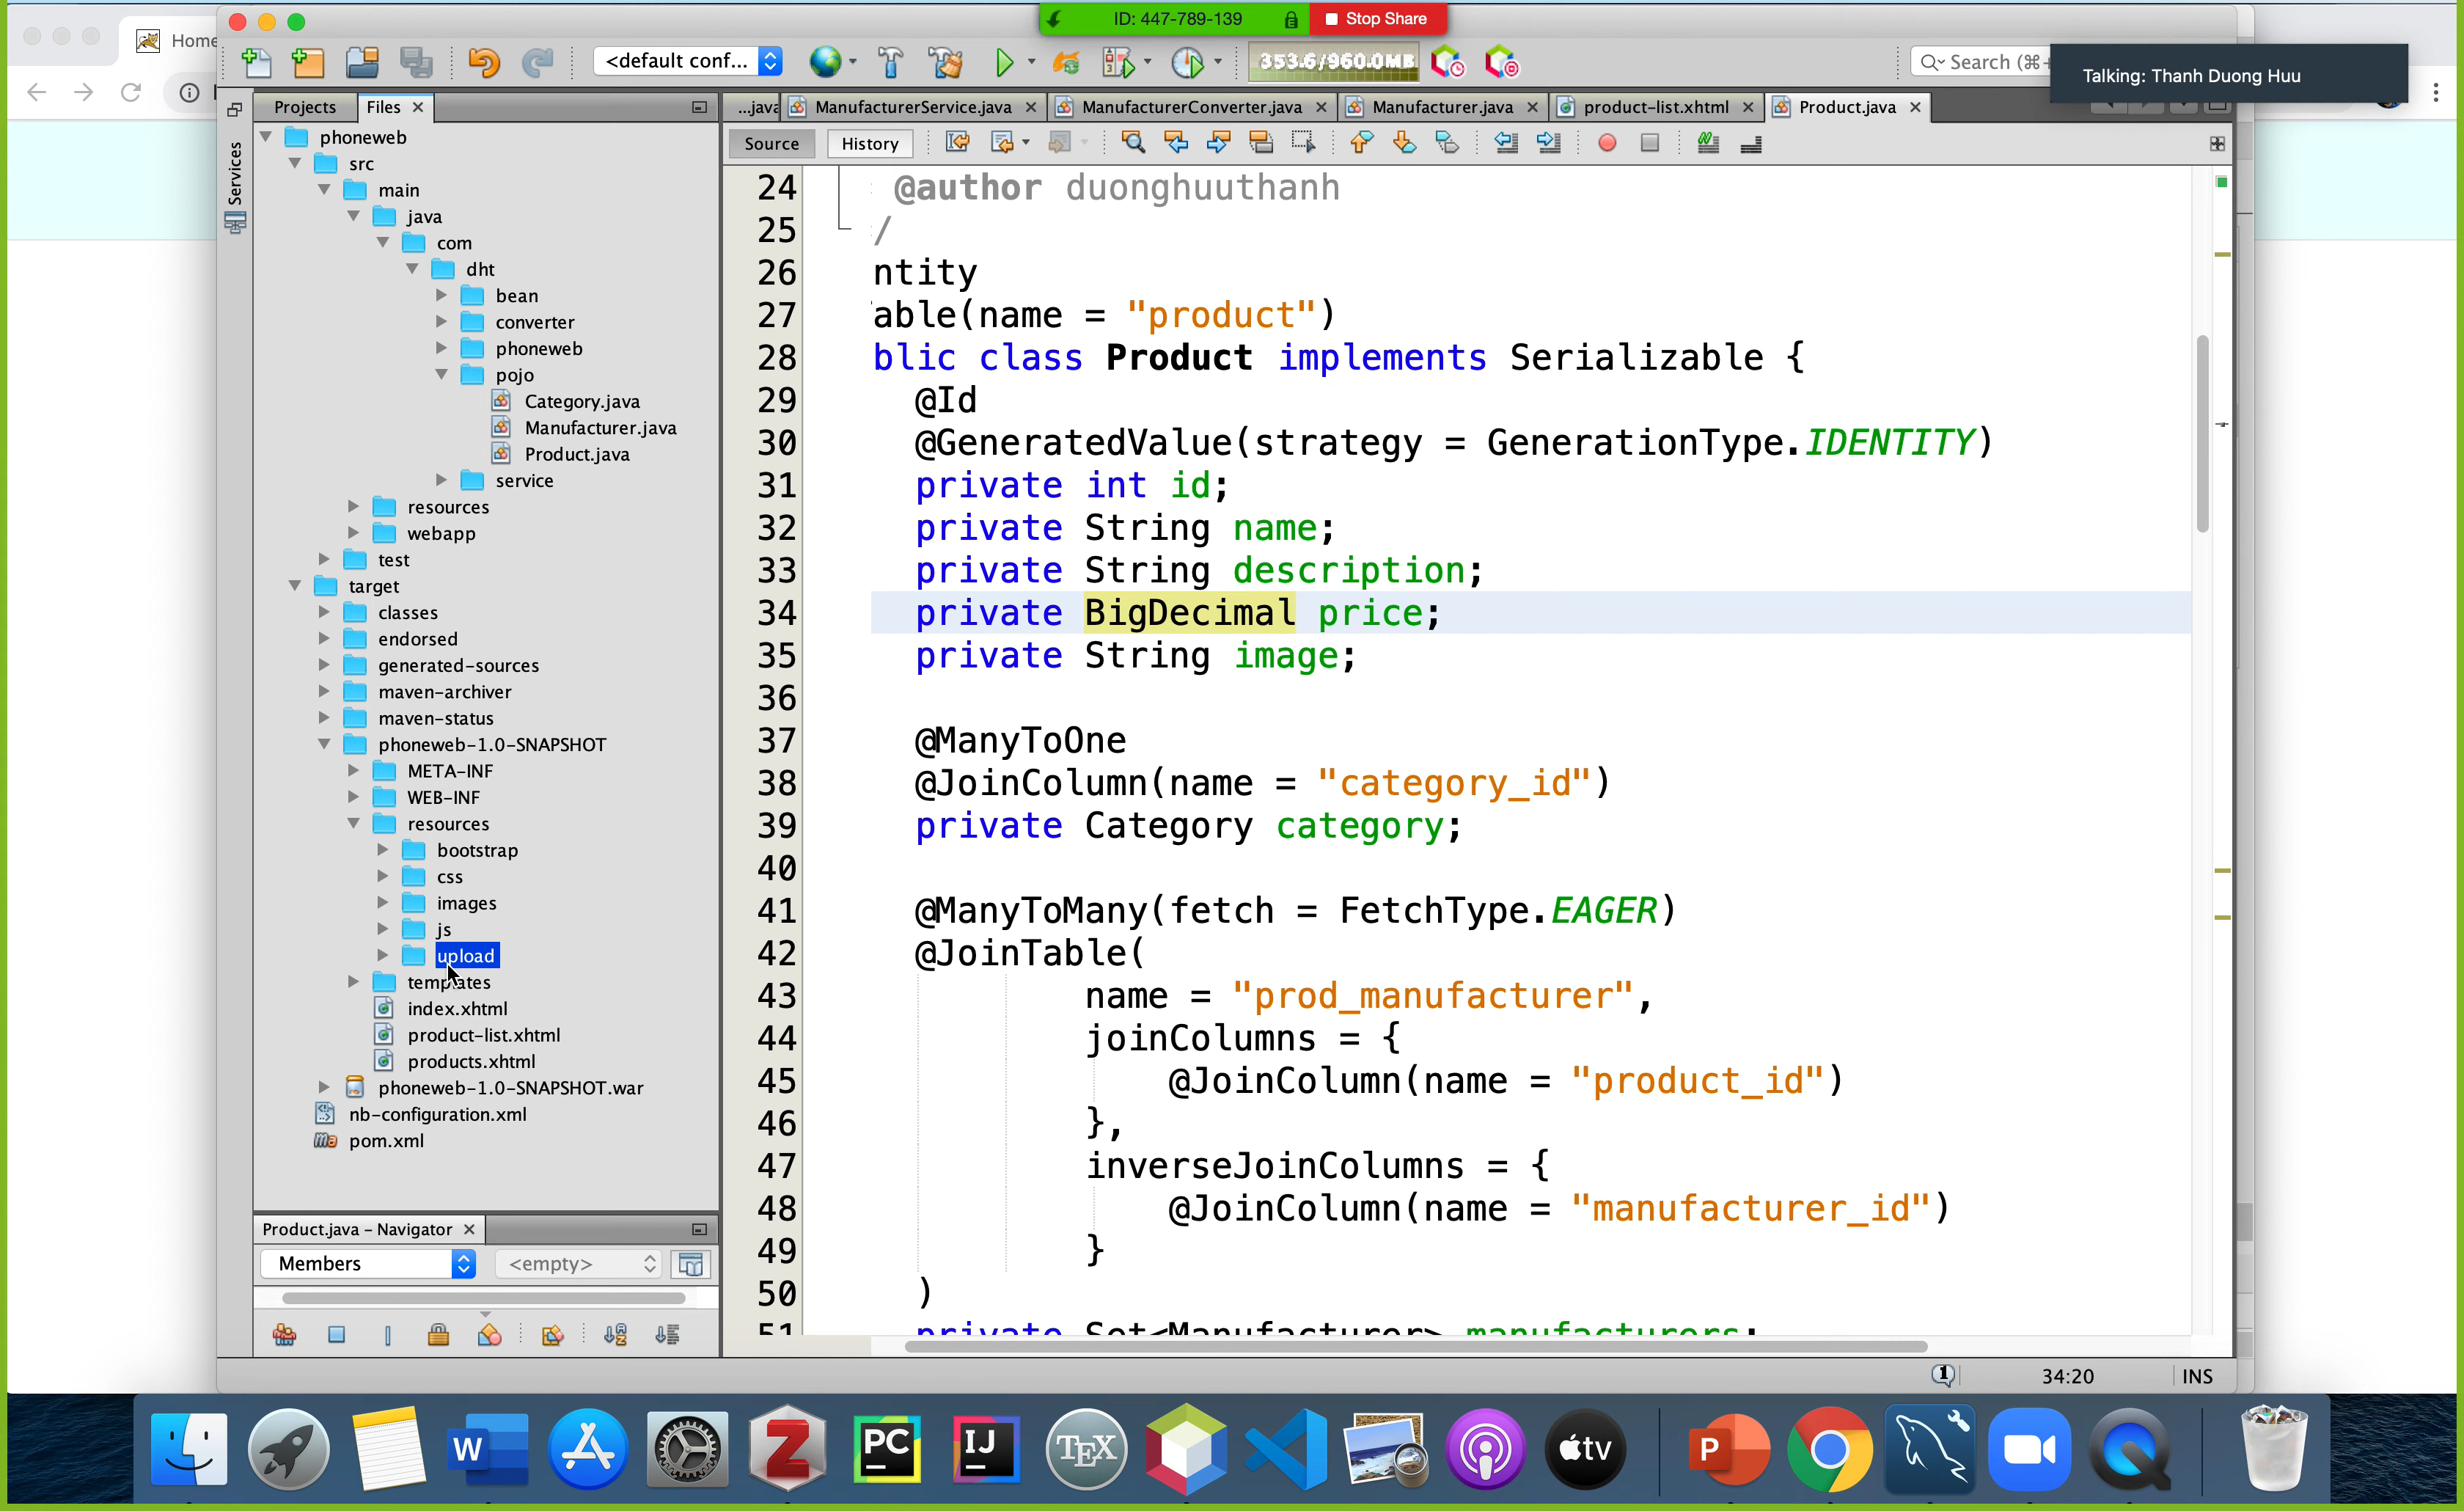 ID: 447-789-139
Stop Share
Home
<default conf...
353.6/960.0MB
Search (⌘+
Talking: Thanh Duong Huu
Projects
Files
...java
ManufacturerService.java
ManufacturerConverter.java
Manufacturer.java
product-list.xhtml
Product.java
Services
Source
History
phoneweb
src
main
java
com
dht
bean
converter
phoneweb
pojo
Category.java
Manufacturer.java
Product.java
service
resources
webapp
test
target
classes
endorsed
generated-sources
maven-archiver
maven-status
phoneweb-1.0-SNAPSHOT
META-INF
WEB-INF
resources
bootstrap
css
images
js
upload
templates
index.xhtml
product-list.xhtml
products.xhtml
phoneweb-1.0-SNAPSHOT.war
nb-configuration.xml
pom.xml
Product.java - Navigator
Members
<empty>
24 @author duonghuuthanh
25 /
26 ntity
27 able(name = "product")
28 blic class Product implements Serializable {
29 @Id
30 @GeneratedValue(strategy = GenerationType.IDENTITY)
31 private int id;
32 private String name;
33 private String description;
34 private BigDecimal price;
35 private String image;
36
37 @ManyToOne
38 @JoinColumn(name = "category_id")
39 private Category category;
40
41 @ManyToMany(fetch = FetchType.EAGER)
42 @JoinTable(
43 name = "prod_manufacturer",
44 joinColumns = {
45 @JoinColumn(name = "product_id")
46 },
47 inverseJoinColumns = {
48 @JoinColumn(name = "manufacturer_id")
49 }
50 )
51 private Set<Manufacturer> manufacturers;
1
34:20
INS
W
Z
PC
IJ
TEX
tv
P